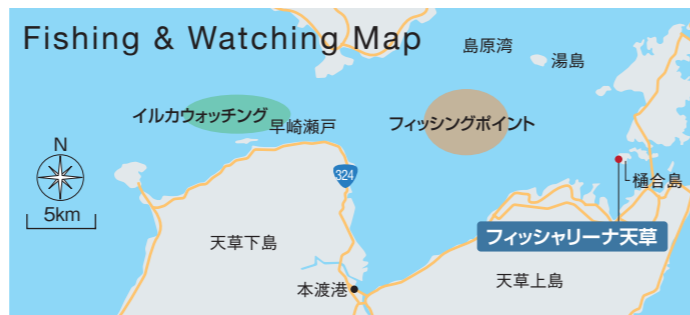 Fishing & Watching Map
島原湾
湯島
イルカウォッチング
早崎瀬戸
フィッシングポイント
N
5km
324
樋合島
フィッシャリーナ天草
天草下島
天草上島
本渡港